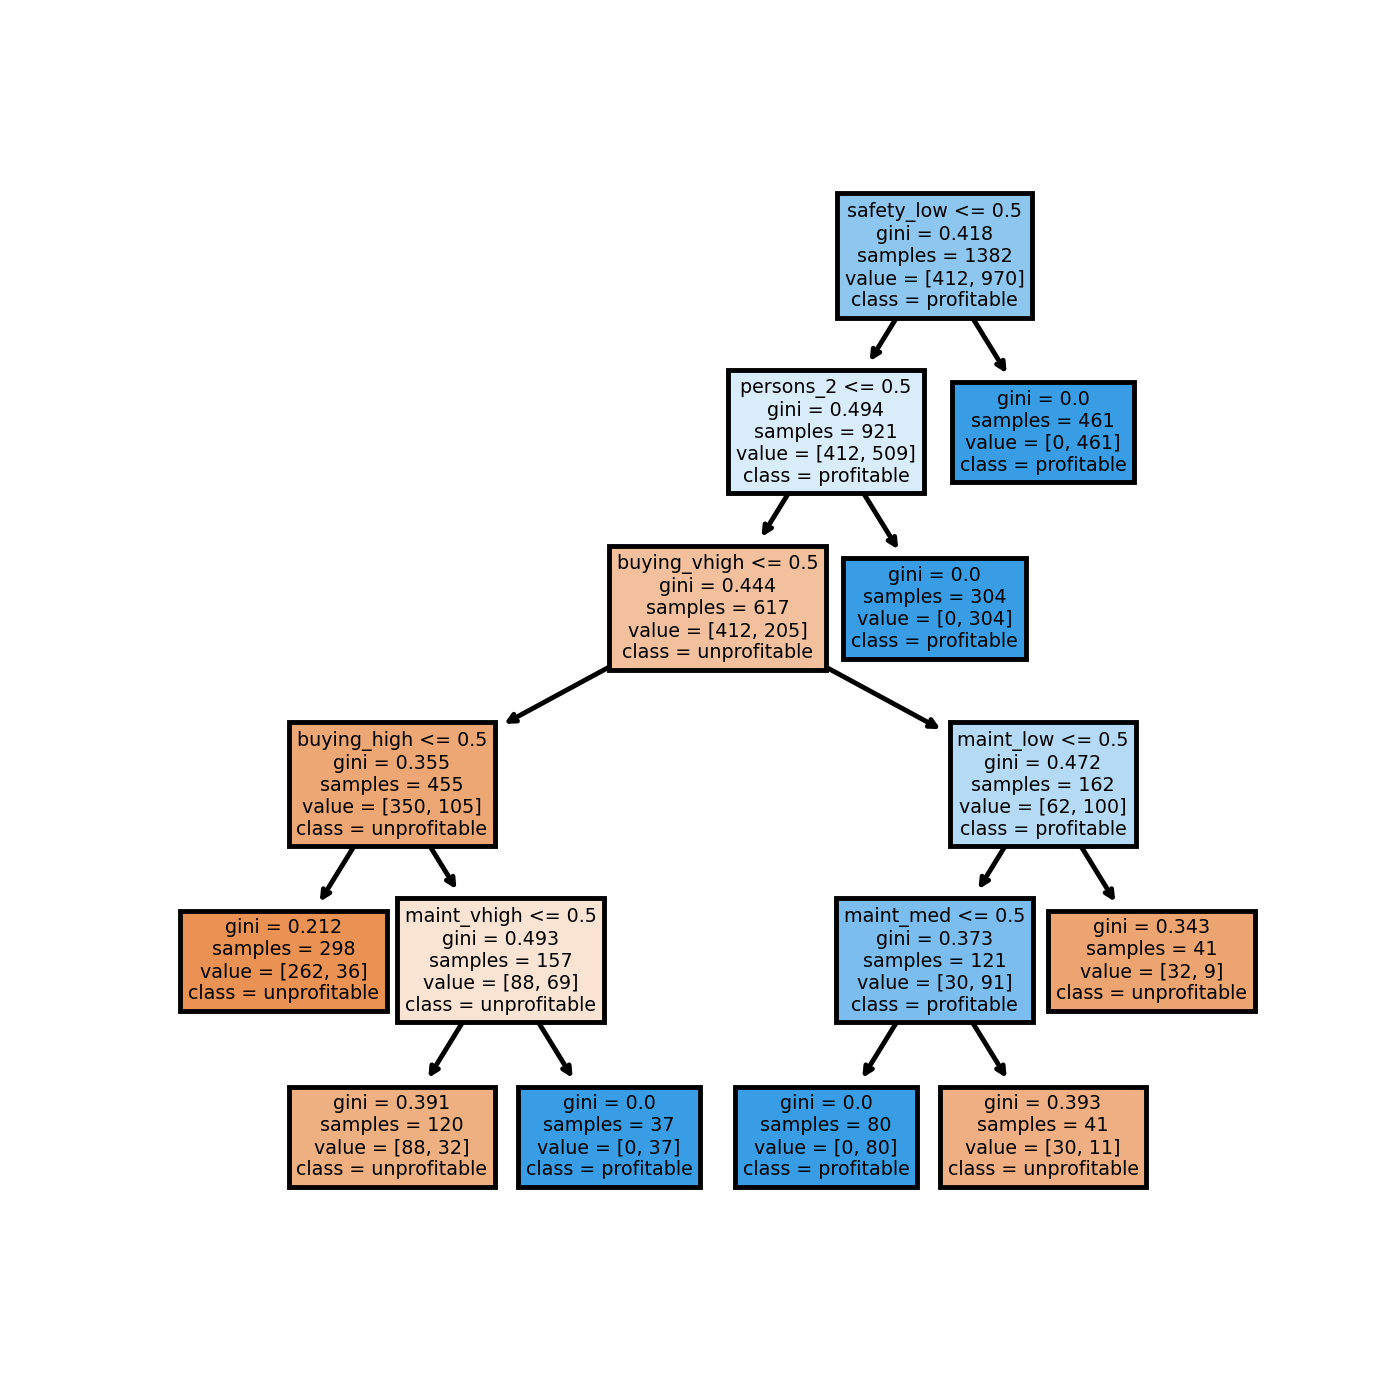 safety_low <= 0.5
gini = 0.418
samples = 1382
value = [412, 970]
class = profitable
persons_2 <= 0.5
gini = 0.494
samples = 921
value = [412, 509]
class = profitable
gini = 0.0
samples = 461
value = [0, 461]
class = profitable
buying_vhigh <= 0.5
gini = 0.444
samples = 617
value = [412, 205]
class = unprofitable
gini = 0.0
samples = 304
value = [0, 304]
class = profitable
buying_high <= 0.5
gini = 0.355
samples = 455
value = [350, 105]
class = unprofitable
maint_low <= 0.5
gini = 0.472
samples = 162
value = [62, 100]
class = profitable
gini = 0.212
samples = 298
value = [262, 36]
class = unprofitable
maint_vhigh <= 0.5
gini = 0.493
samples = 157
value = [88, 69]
class = unprofitable
maint_med <= 0.5
gini = 0.373
samples = 121
value = [30, 91]
class = profitable
gini = 0.343
samples = 41
value = [32, 9]
class = unprofitable
gini = 0.391
samples = 120
value = [88, 32]
class = unprofitable
gini = 0.0
samples = 37
value = [0, 37]
class = profitable
gini = 0.0
samples = 80
value = [0, 80]
class = profitable
gini = 0.393
samples = 41
value = [30, 11]
class = unprofitable